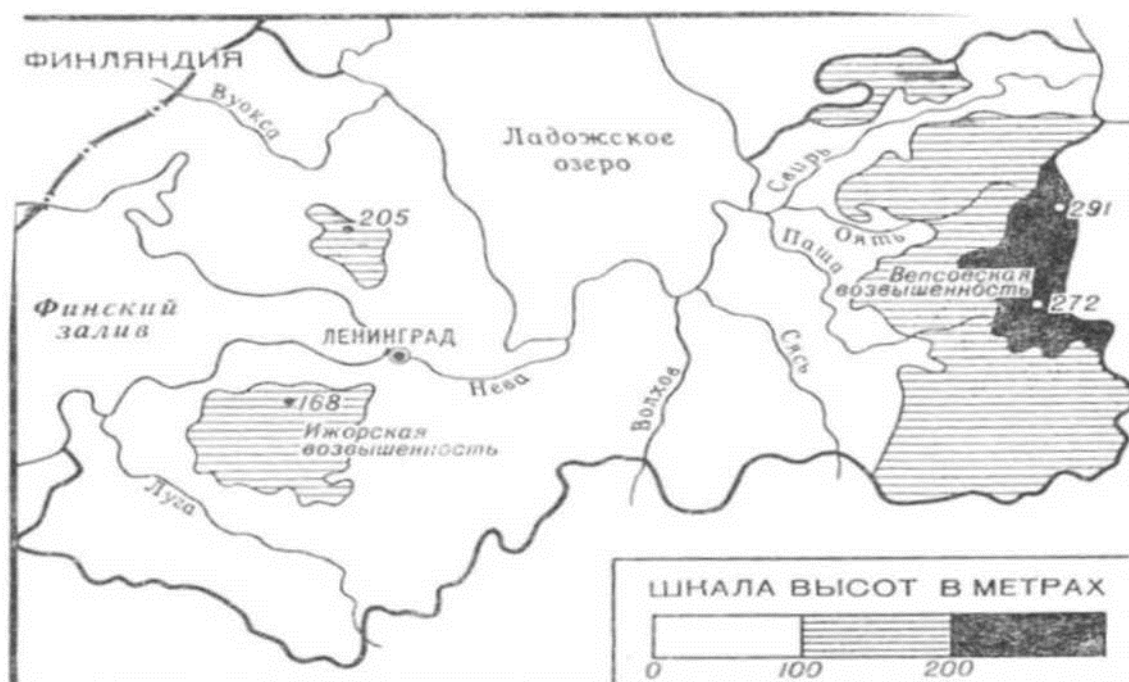 ФИНЛЯНДИЯ
Вуокса
Ладожское
озеро
Свирь
205
291
Оять
Паша
Вепсовская
возвышенность
272
Финский
залив
ЛЕНИНГРАД
Нева
Сясь
Волхов
168
Ижорская
возвышенность
Луга
ШКАЛА ВЫСОТ В МЕТРАХ
0 100 200